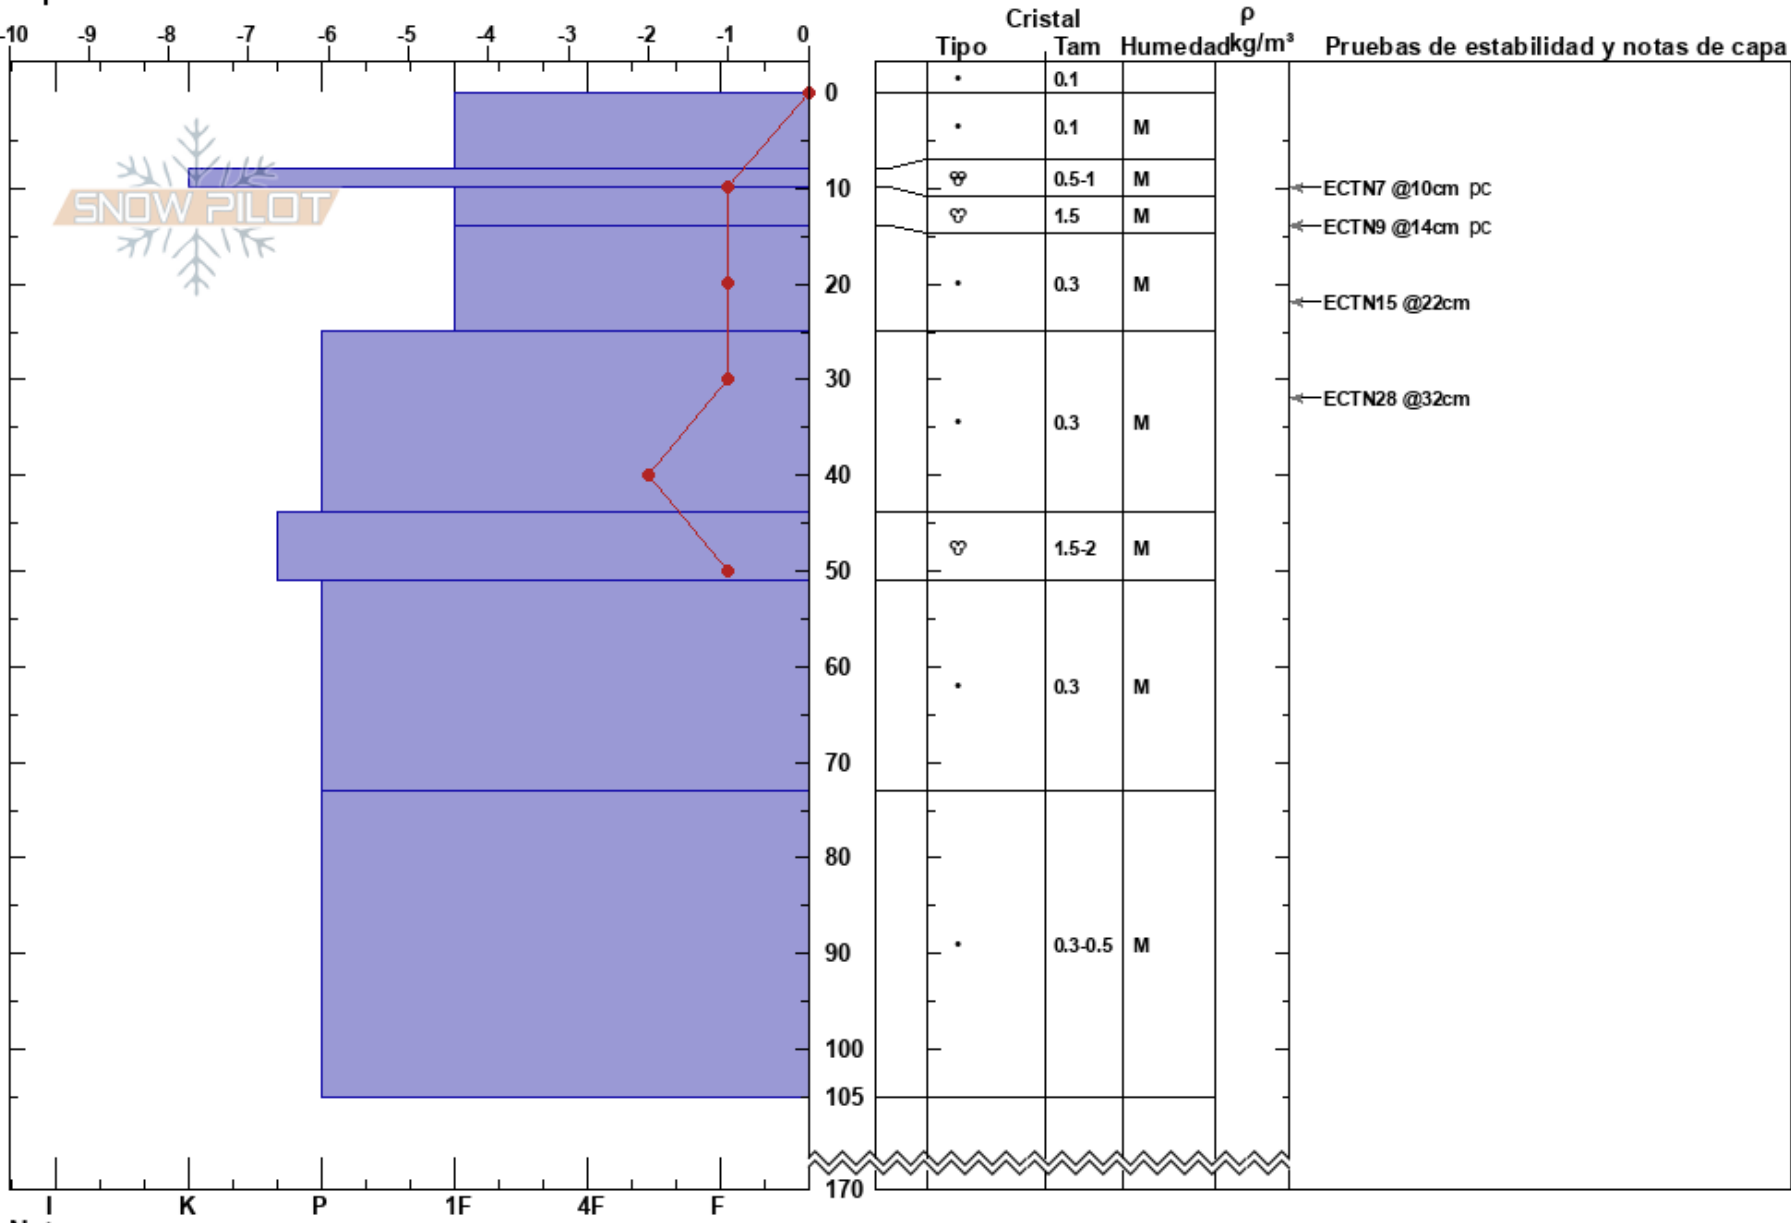 Cristal ρ
-10 -9 -8 -7 -6 -5 -4 -3 -2 -1 0 Tipo Tam Humedad kg/m³ Pruebas de estabilidad y notas de capa
0.1
0
0.1 M
0.5-1 M
10 ECTN7 @10cm pc
SNOW PILOT
1.5 M
ECTN9 @14cm pc
20 0.3 M
ECTN15 @22cm
30
ECTN28 @32cm
0.3 M
40
1.5-2 M
50
60
0.3 M
70
80
90 0.3-0.5 M
100
105
170
I K P 1F 4F F